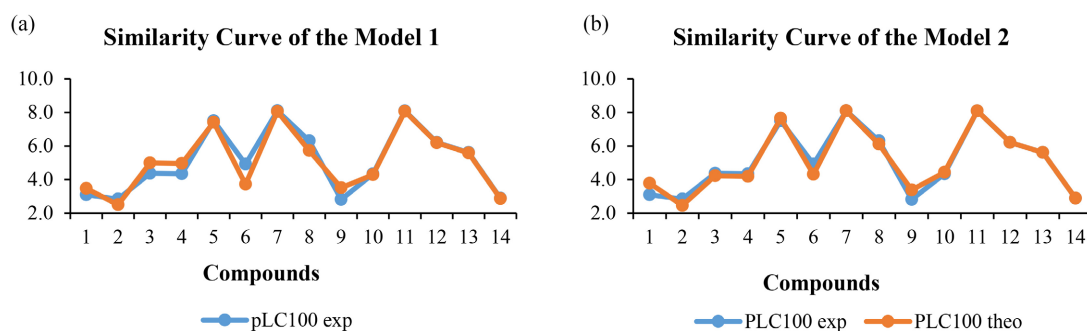 (a)
Similarity Curve of the Model 1
10.0
8.0
6.0
4.0
2.0
1 2 3 4 5 6 7 8 9 10 11 12 13 14
Compounds
pLC100 exp
(b)
Similarity Curve of the Model 2
10.0
8.0
6.0
4.0
2.0
1 2 3 4 5 6 7 8 9 10 11 12 13 14
Compounds
PLC100 exp PLC100 theo